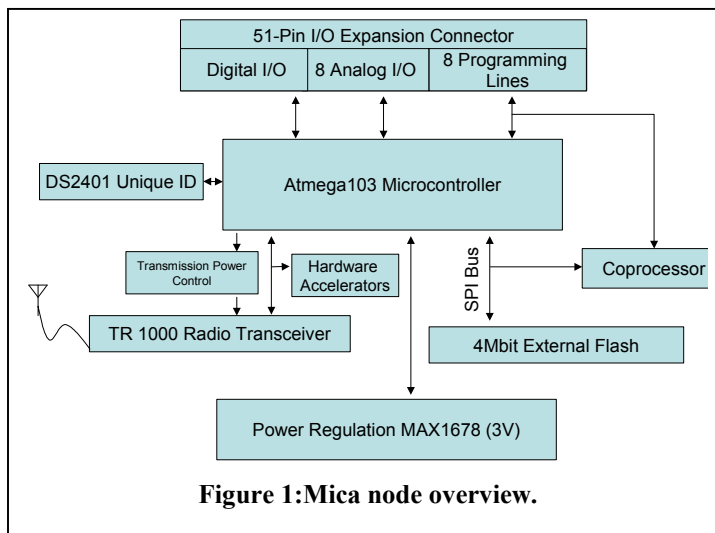 51-Pin I/O Expansion Connector
Digital I/O
8 Analog I/O
8 Programming
Lines
DS2401 Unique ID
Atmega103 Microcontroller
Transmission Power
Control
Hardware
Accelerators
SPI Bus
Coprocessor
TR 1000 Radio Transceiver
4Mbit External Flash
Power Regulation MAX1678 (3V)
Figure 1:Mica node overview.